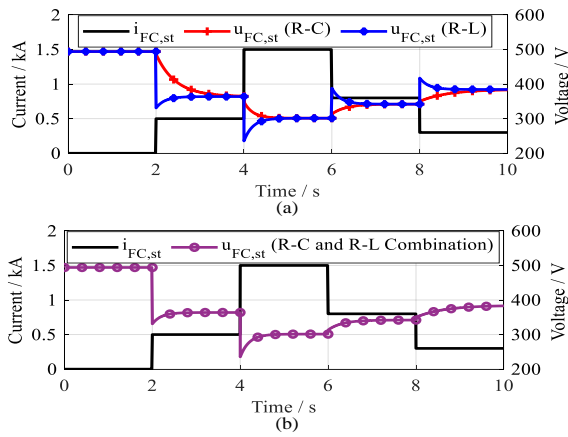 i_FC,st u_FC,st (R-C) u_FC,st (R-L)
2 600
1.5 500
1 400
0.5 300
0 200
Current / kA
Voltage / V
0 2 4 6 8 10
Time / s
(a)
i_FC,st u_FC,st (R-C and R-L Combination)
2 600
1.5 500
1 400
0.5 300
0 200
Current / kA
Voltage / V
0 2 4 6 8 10
Time / s
(b)